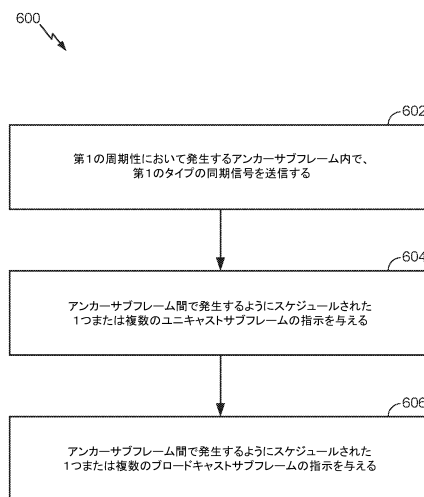 600
602
第1の周期性において発生するアンカーサブフレーム内で、
第1のタイプの同期信号を送信する
604
アンカーサブフレーム間で発生するようにスケジュールされた
1つまたは複数のユニキャストサブフレームの指示を与える
606
アンカーサブフレーム間で発生するようにスケジュールされた
1つまたは複数のブロードキャストサブフレームの指示を与える